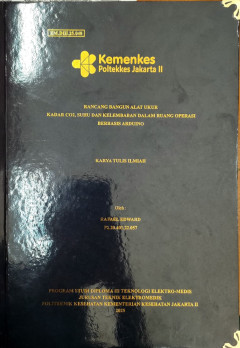 Kemenkes
Poltekkes Jakarta II
RANCANG BANGUN ALAT UKUR
KADAR CO2, SUHU DAN KELEMBABAN DALAM RUANG OPERASI
BERBASIS ARDUINO
KARYA TULIS ILMIAH
Oleh:
EDWARD
PROGRAM STUDI DIPLOMA III TEKNOLOGI ELEKTRO-MEDIS
JURUSAN TEKNIK ELEKTROMEDIK
POLITEKNIK KESEHATAN KEMENTERIAN KESEHATAN JAKARTA II